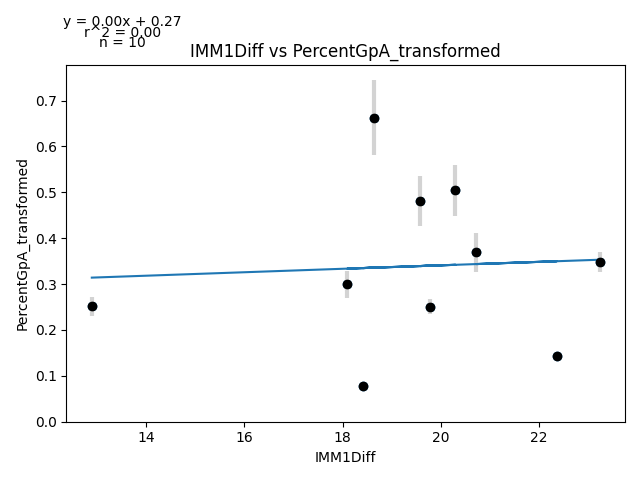 y = 0.00x + 0.27
r^2 = 0.00
n = 10
IMM1Diff vs PercentGpA_transformed
PercentGpA_transformed
0.7
0.6
0.5
0.4
0.3
0.2
0.1
0.0
14
16
18
20
22
IMM1Diff